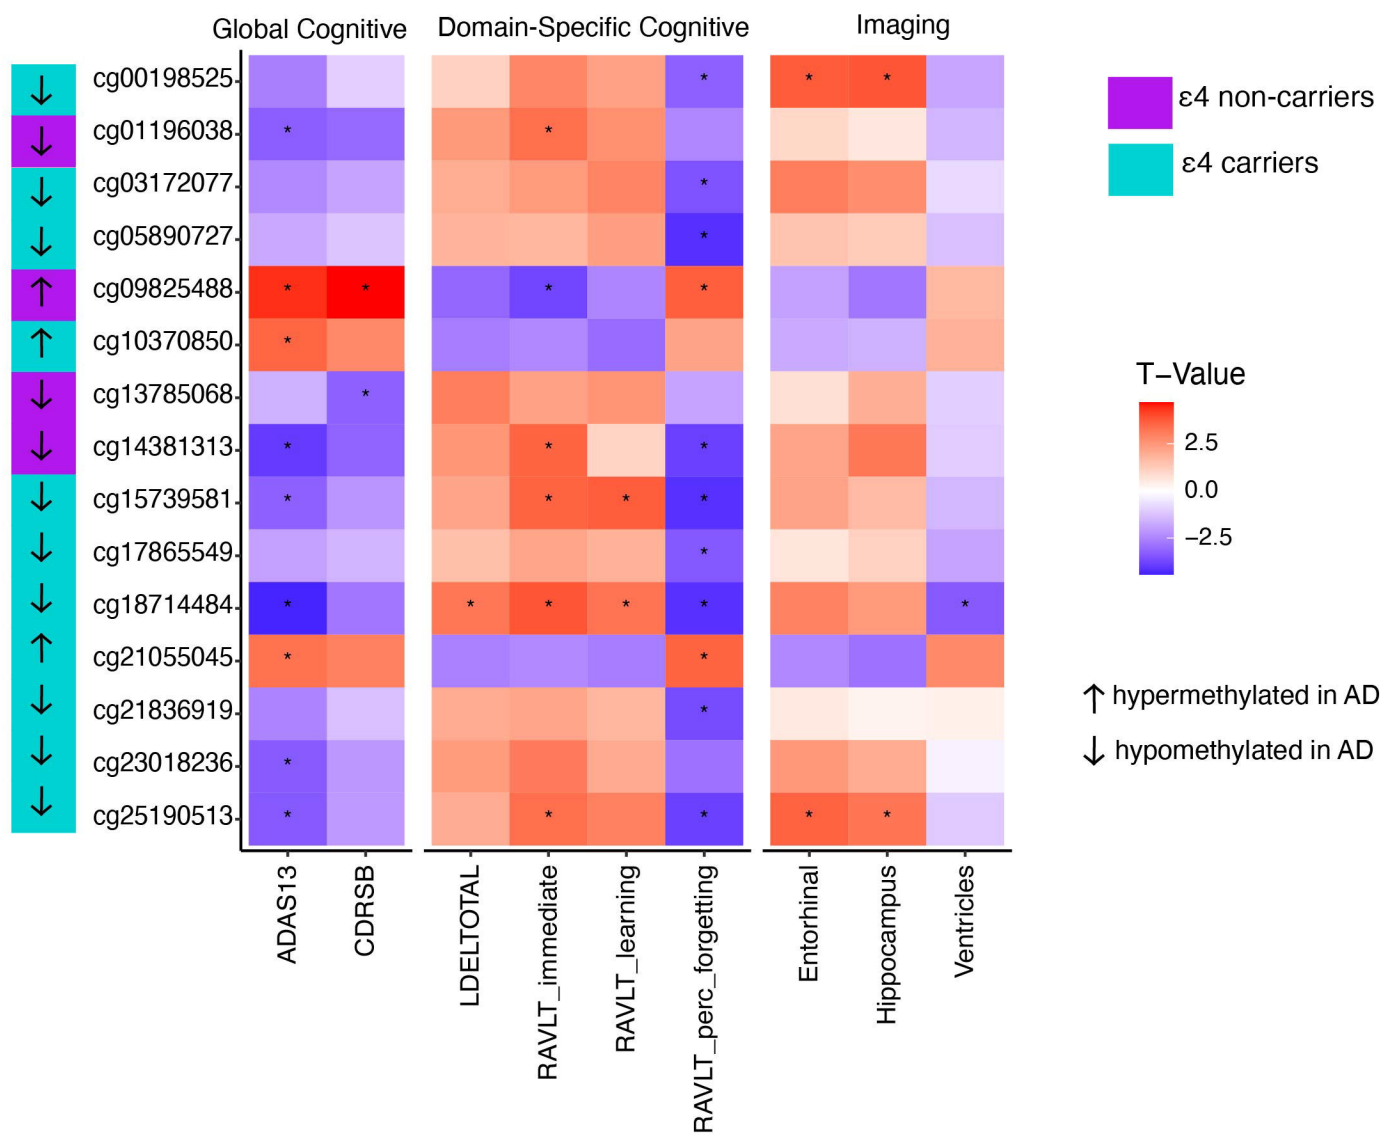 Global Cognitive
Domain-Specific Cognitive
Imaging
↓ cg00198525 * * *
↓ cg01196038 * *
↓ cg03172077 *
↓ cg05890727 *
↑ cg09825488 * * * *
↑ cg10370850 *
↓ cg13785068 *
↓ cg14381313 * * *
↓ cg15739581 * * * *
↓ cg17865549 *
↓ cg18714484 * * * * * *
↑ cg21055045 * *
↓ cg21836919 *
↓ cg23018236 *
↓ cg25190513 * * * * *
ADAS13
CDRSB
LDELTOTAL
RAVLT_immediate
RAVLT_learning
RAVLT_perc_forgetting
Entorhinal
Hippocampus
Ventricles
ε4 non-carriers
ε4 carriers
T−Value
2.5
0.0
−2.5
↑ hypermethylated in AD
↓ hypomethylated in AD